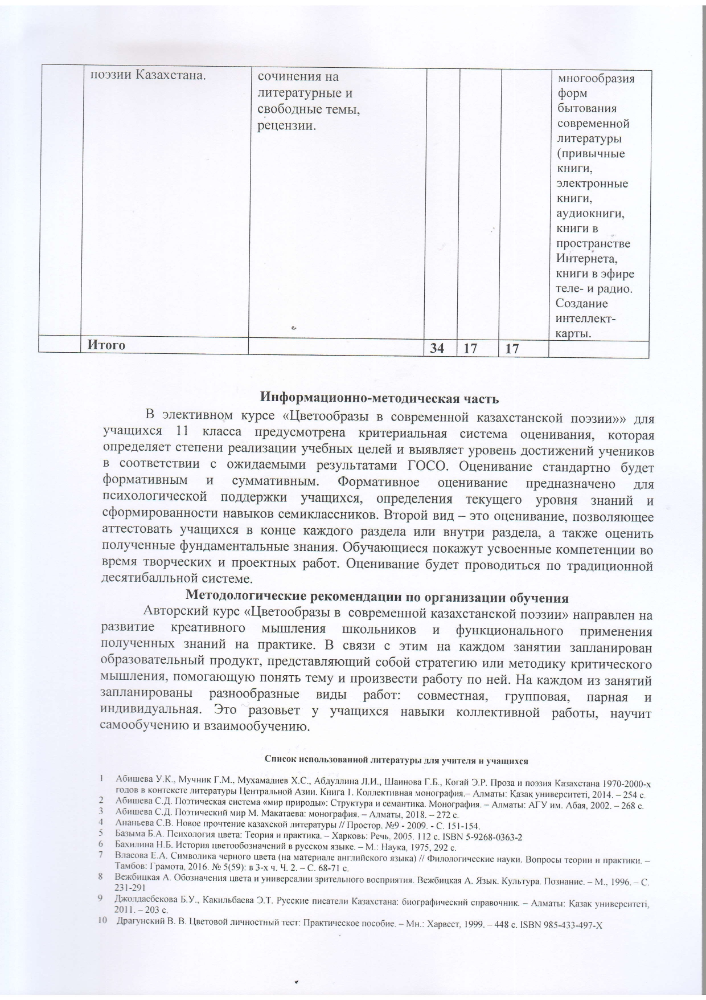 поэзии Казахстана.
сочинения на
литературные и
свободные темы,
рецензии.
многообразия
форм
бытования
современной
литературы
(привычные
книги,
электронные
книги,
аудиокниги,
книги в
пространстве
Интернета,
книги в эфире
теле- и радио.
Создание
интеллект-
карты.
Итого 34 17 17
Информационно-методическая часть
В элективном курсе «Цветообразы в современной казахстанской поэзии»» для
учащихся 11 класса предусмотрена критериальная система оценивания, которая
определяет степени реализации учебных целей и выявляет уровень достижений учеников
в соответствии с ожидаемыми результатами ГОСО. Оценивание стандартно будет
формативным и суммативным. Формативное оценивание предназначено для
психологической поддержки учащихся, определения текущего уровня знаний и
сформированности навыков семиклассников. Второй вид – это оценивание, позволяющее
аттестовать учащихся в конце каждого раздела или внутри раздела, а также оценить
полученные фундаментальные знания. Обучающиеся покажут усвоенные компетенции во
время творческих и проектных работ. Оценивание будет проводиться по традиционной
десятибалльной системе.
Методологические рекомендации по организации обучения
Авторский курс «Цветообразы в современной казахстанской поэзии» направлен на
развитие креативного мышления школьников и функционального применения
полученных знаний на практике. В связи с этим на каждом занятии запланирован
образовательный продукт, представляющий собой стратегию или методику критического
мышления, помогающую понять тему и произвести работу по ней. На каждом из занятий
запланированы разнообразные виды работ: совместная, групповая, парная и
индивидуальная. Это разовьет у учащихся навыки коллективной работы, научит
самообучению и взаимообучению.
Список использованной литературы для учителя и учащихся
1 Абишева У.К., Мучник Г.М., Мухамадиев Х.С., Абдуллина Л.И., Шаинова Г.Б., Когай Э.Р. Проза и поэзия Казахстана 1970-2000-х
годов в контексте литературы Центральной Азии. Книга 1. Коллективная монография.– Алматы: Қазак университеті, 2014. – 254 с.
2 Абишева С.Д. Поэтическая система «мир природы»: Структура и семантика. Монография. – Алматы: АГУ им. Абая, 2002. – 268 с.
3 Абишева С.Д. Поэтический мир М. Макатаева: монография. – Алматы, 2018. – 272 с.
4 Ананьева С.В. Новое прочтение казахской литературы // Простор. №9 - 2009. - С. 151-154.
5 Базыма Б.А. Психология цвета: Теория и практика. – Харковь: Речь, 2005. 112 с. ISBN 5-9268-0363-2
6 Бахилина Н.Б. История цветообозначений в русском языке. – М.: Наука, 1975, 292 с.
7 Власова Е.А. Символика черного цвета (на материале английского языка) // Филологические науки. Вопросы теории и практики. –
Тамбов: Грамота, 2016. № 5(59): в 3-х ч. Ч. 2. – С. 68-71 с.
8 Вежбицкая А. Обозначения цвета и универсалии зрительного восприятия. Вежбицкая А. Язык. Культура. Познание. – М., 1996. – С.
231-291
9 Джолдасбекова Б.У., Какильбаева Э.Т. Русские писатели Казахстана: биографический справочник. – Алматы: Қазак университеті,
2011. – 203 с.
10 Драгунский В. В. Цветовой личностный тест: Практическое пособие. – Мн.: Харвест, 1999. – 448 с. ISBN 985-433-497-X